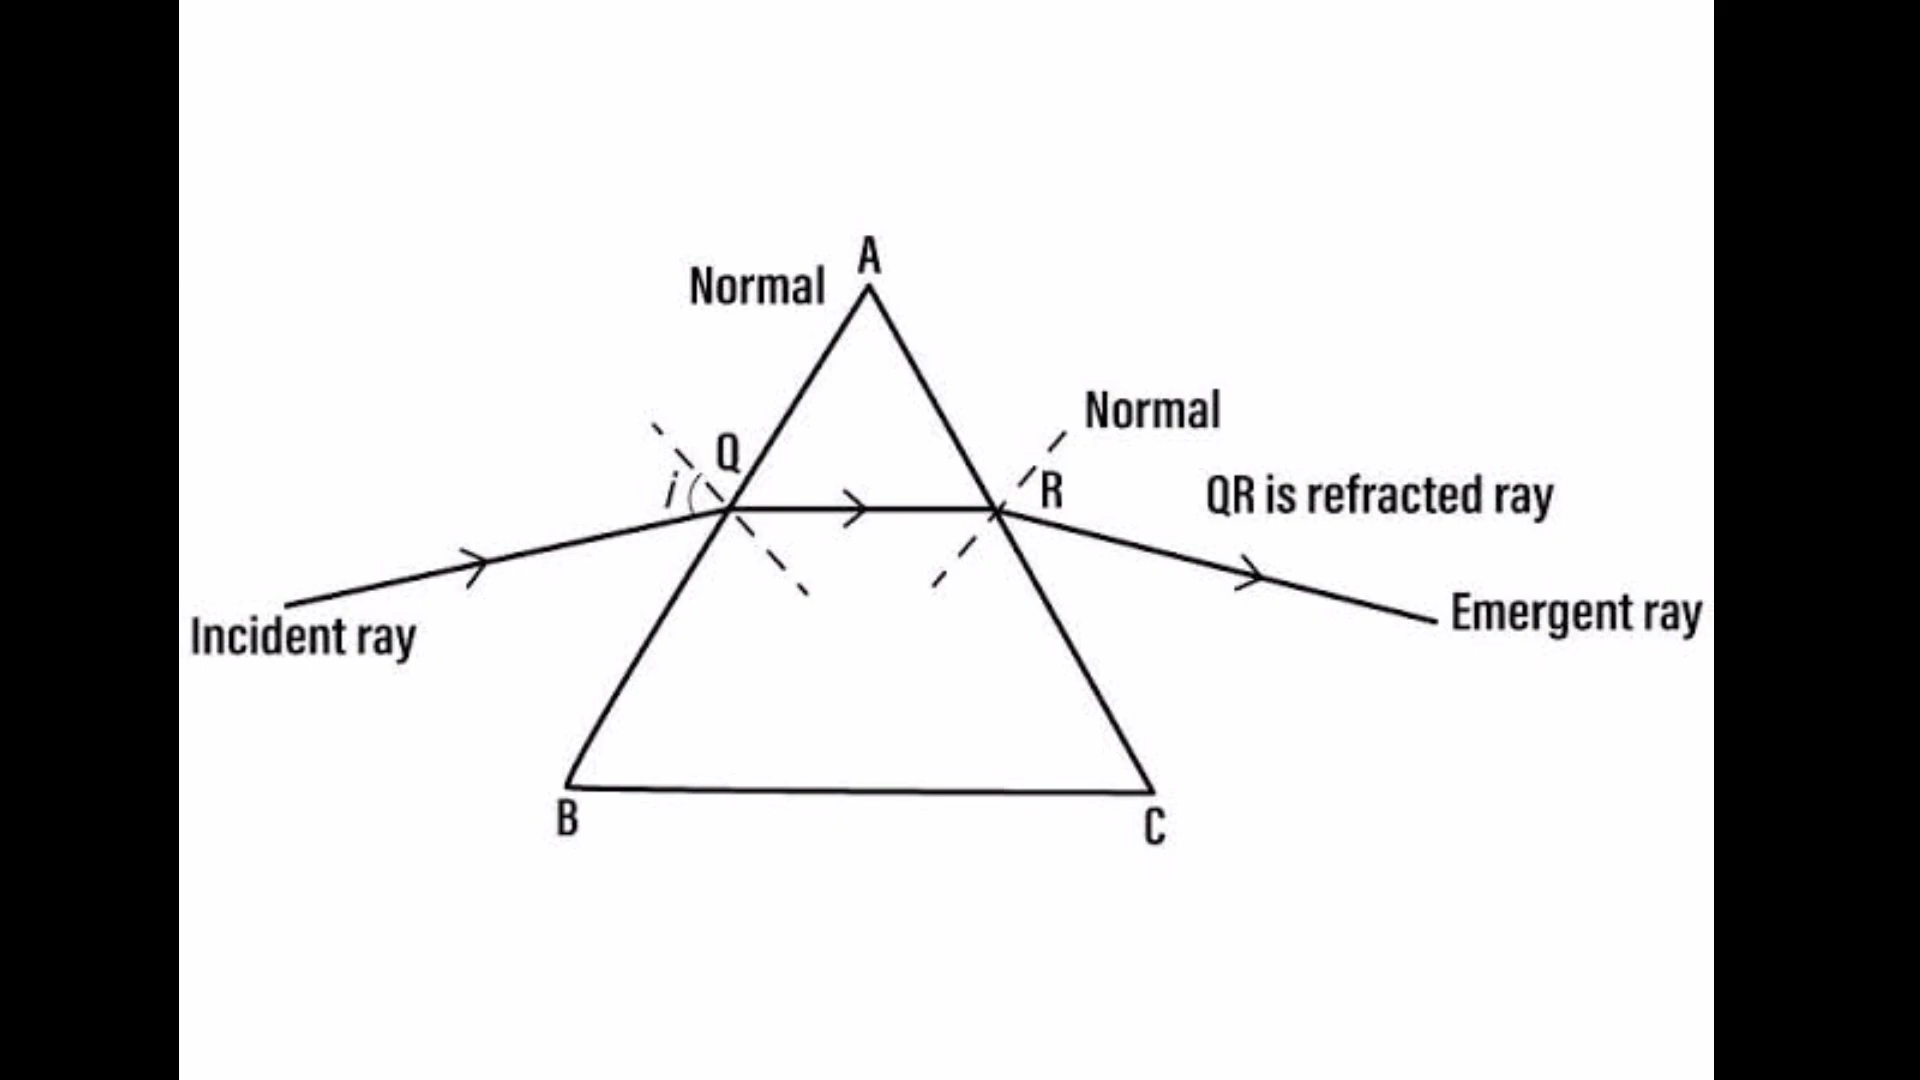 A
Normal
Normal
Q
i
R
QR is refracted ray
Incident ray
Emergent ray
B
C